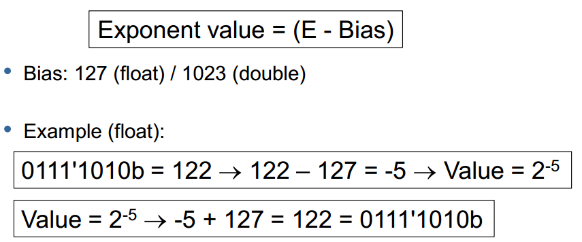 Exponent value = (E - Bias)
• Bias: 127 (float) / 1023 (double)
• Example (float):
0111'1010b = 122 → 122 – 127 = -5 → Value = 2⁻⁵
Value = 2⁻⁵ → -5 + 127 = 122 = 0111'1010b